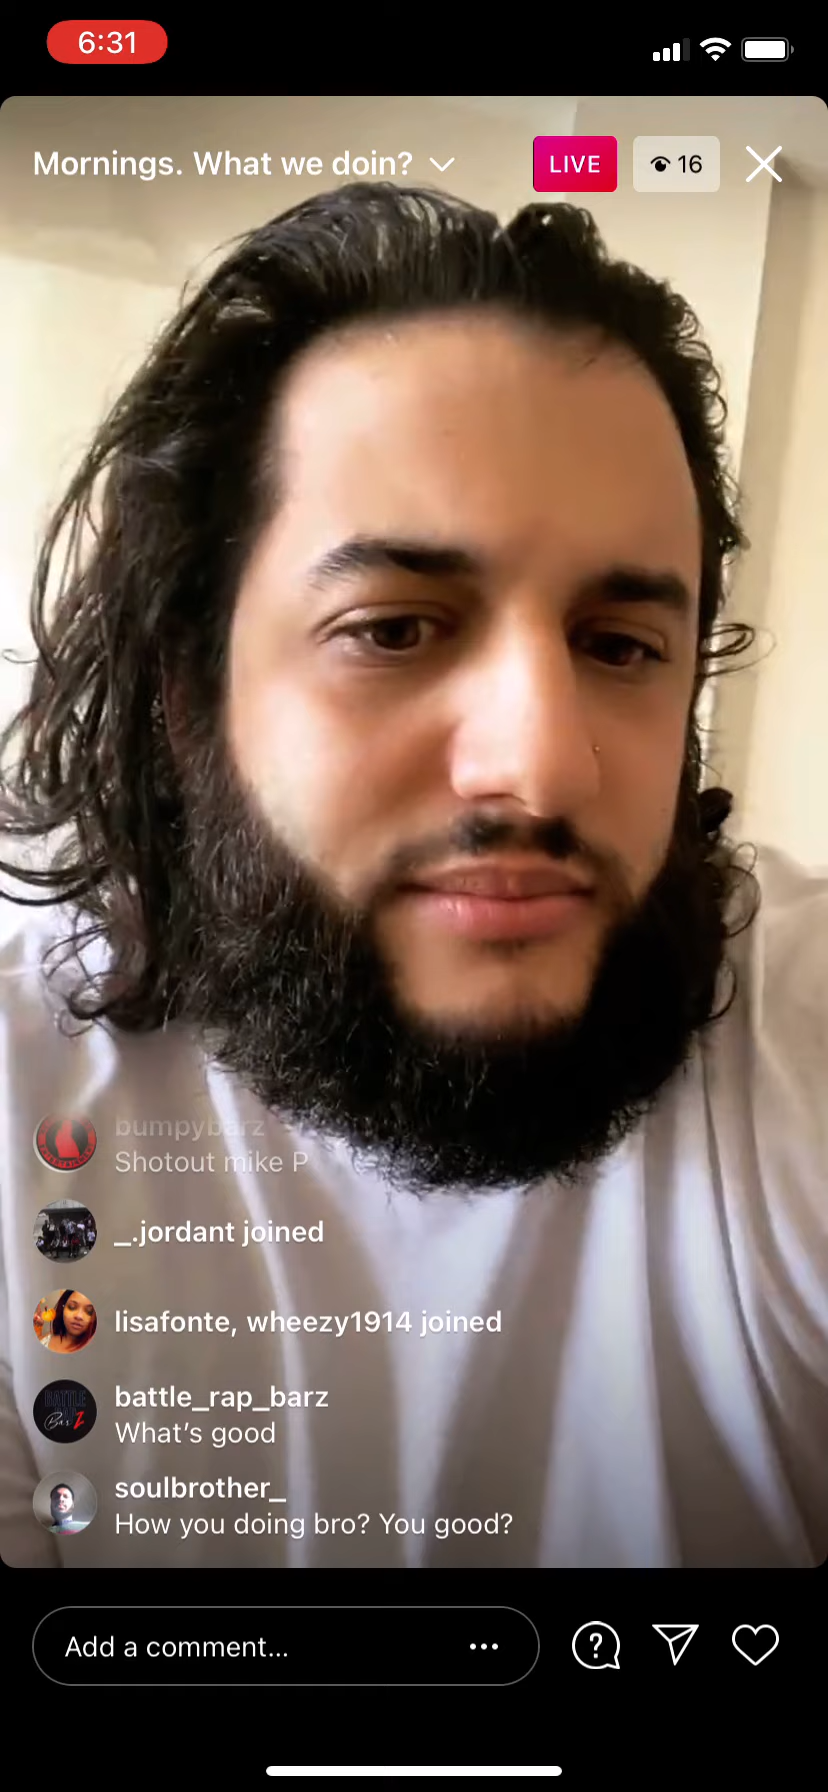 6:31
Mornings. What we doin?
LIVE
16
bumpybarz
Shotout mike P
_.jordant joined
lisafonte, wheezy1914 joined
battle_rap_barz
What's good
soulbrother_
How you doing bro? You good?
Add a comment...